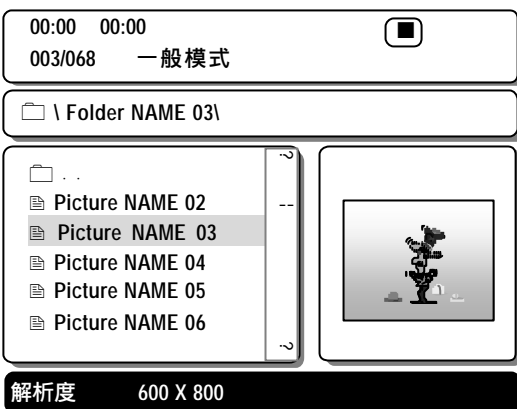 00:00 00:00
003/068 一般模式
\ Folder NAME 03\
. .
Picture NAME 02
Picture NAME 03
Picture NAME 04
Picture NAME 05
Picture NAME 06
解析度 600 X 800